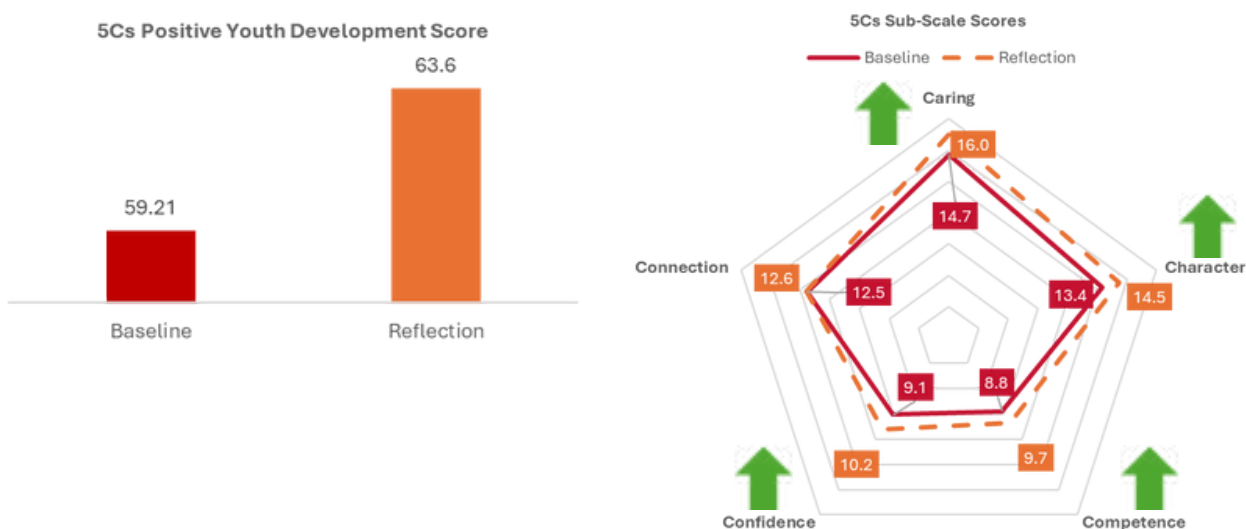 5Cs Positive Youth Development Score
63.6
59.21
Baseline
Reflection
5Cs Sub-Scale Scores
Baseline
Reflection
Caring
16.0
14.7
Connection
12.6
12.5
13.4
14.5
Character
9.1
8.8
10.2
9.7
Confidence
Competence